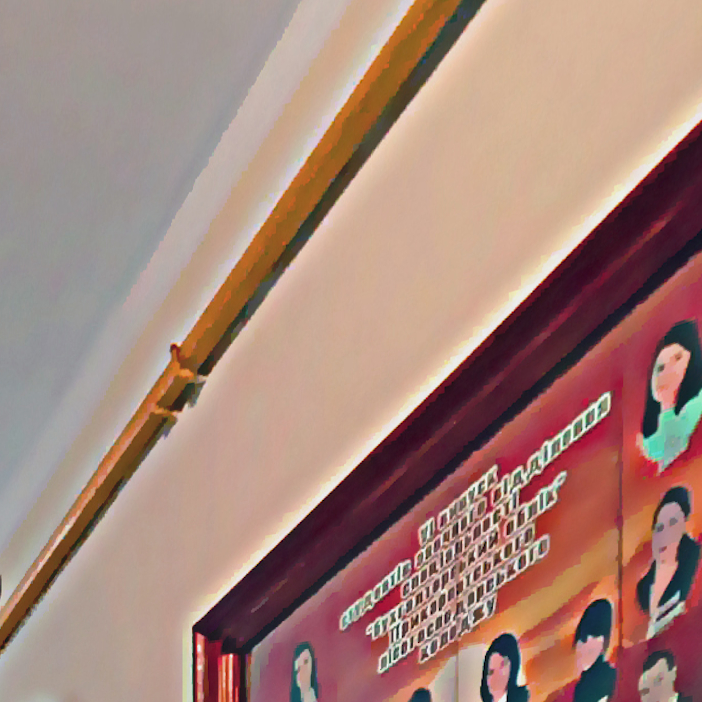 VI випуск
студентів денного відділення
спеціальності
"Бухгалтерський облік"
Прикарпатського
лісогосподарського
коледжу